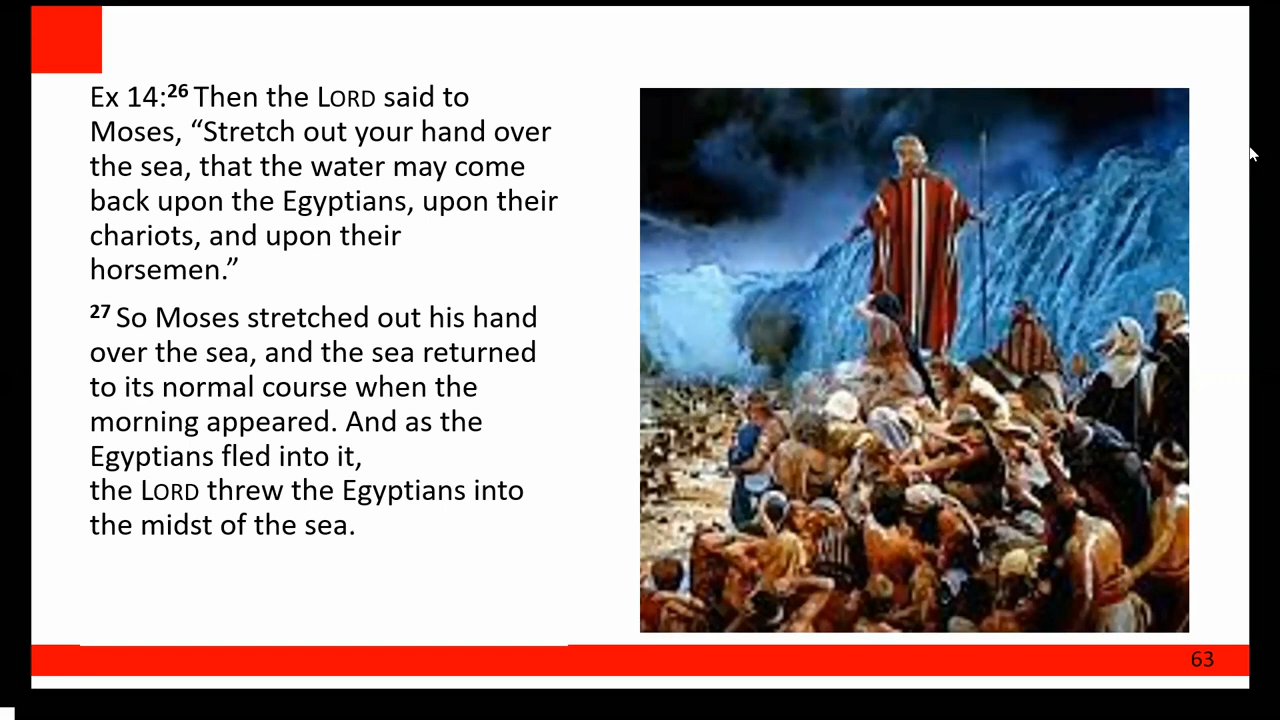 Ex 14:26 Then the LORD said to
Moses, “Stretch out your hand over
the sea, that the water may come
back upon the Egyptians, upon their
chariots, and upon their
horsemen.”
27 So Moses stretched out his hand
over the sea, and the sea returned
to its normal course when the
morning appeared. And as the
Egyptians fled into it,
the LORD threw the Egyptians into
the midst of the sea.
63